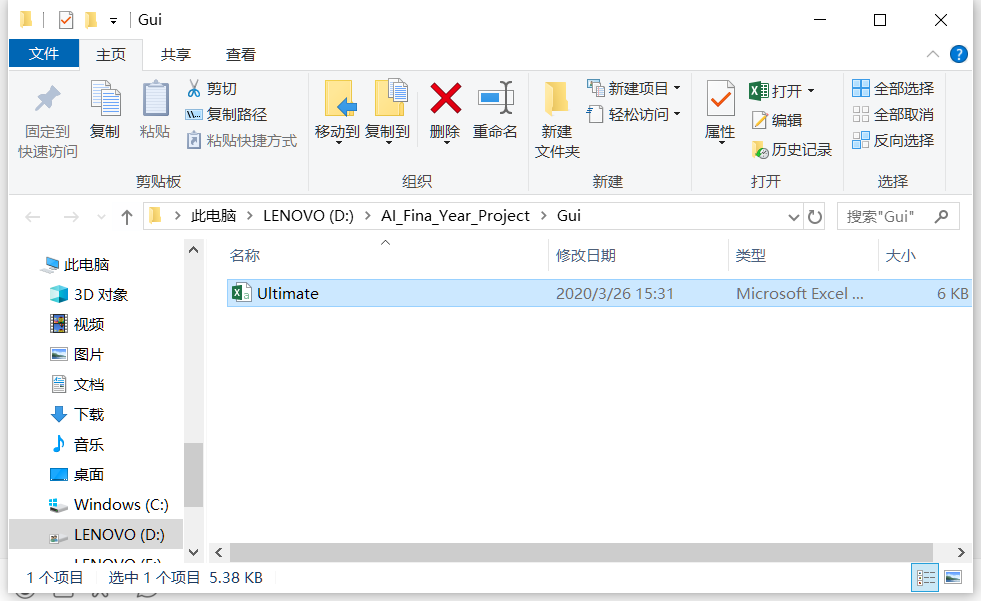 Gui
文件 主页 共享 查看
固定到
快速访问
复制
粘贴
剪切
复制路径
粘贴快捷方式
剪贴板
移动到 复制到 删除 重命名
组织
新建
文件夹
新建项目
轻松访问
新建
属性
打开
编辑
历史记录
打开
全部选择
全部取消
反向选择
选择
此电脑 LENOVO (D:) AI_Fina_Year_Project Gui
搜索"Gui"
此电脑
3D 对象
视频
图片
文档
下载
音乐
桌面
Windows (C:)
LENOVO (D:)
名称 修改日期 类型 大小
Ultimate 2020/3/26 15:31 Microsoft Excel ... 6 KB
1 个项目 选中 1 个项目 5.38 KB